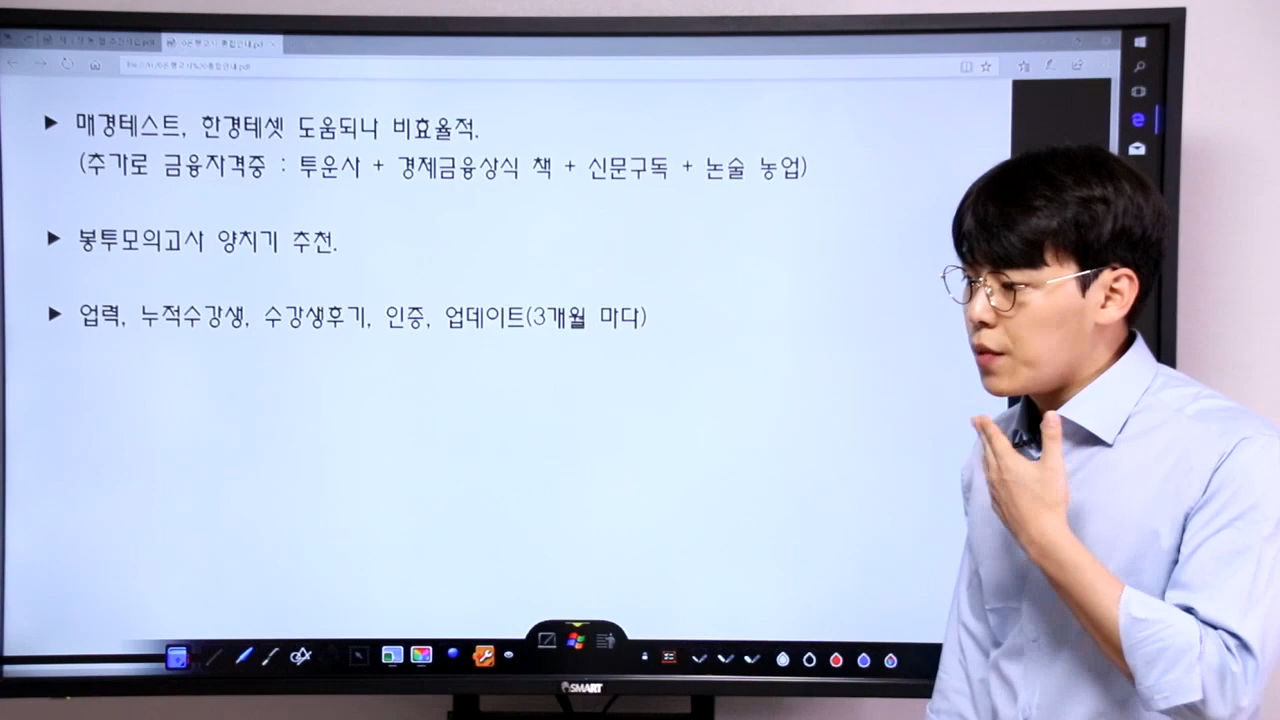 ▶ 매경테스트, 한경테셋 도움되나 비효율적.
(추가로 금융자격증 : 투운사 + 경제금융상식 책 + 신문구독 + 논술 농업)
▶ 봉투모의고사 양치기 추천.
▶ 업력, 누적수강생, 수강생후기, 인증, 업데이트(3개월 마다)
SMART